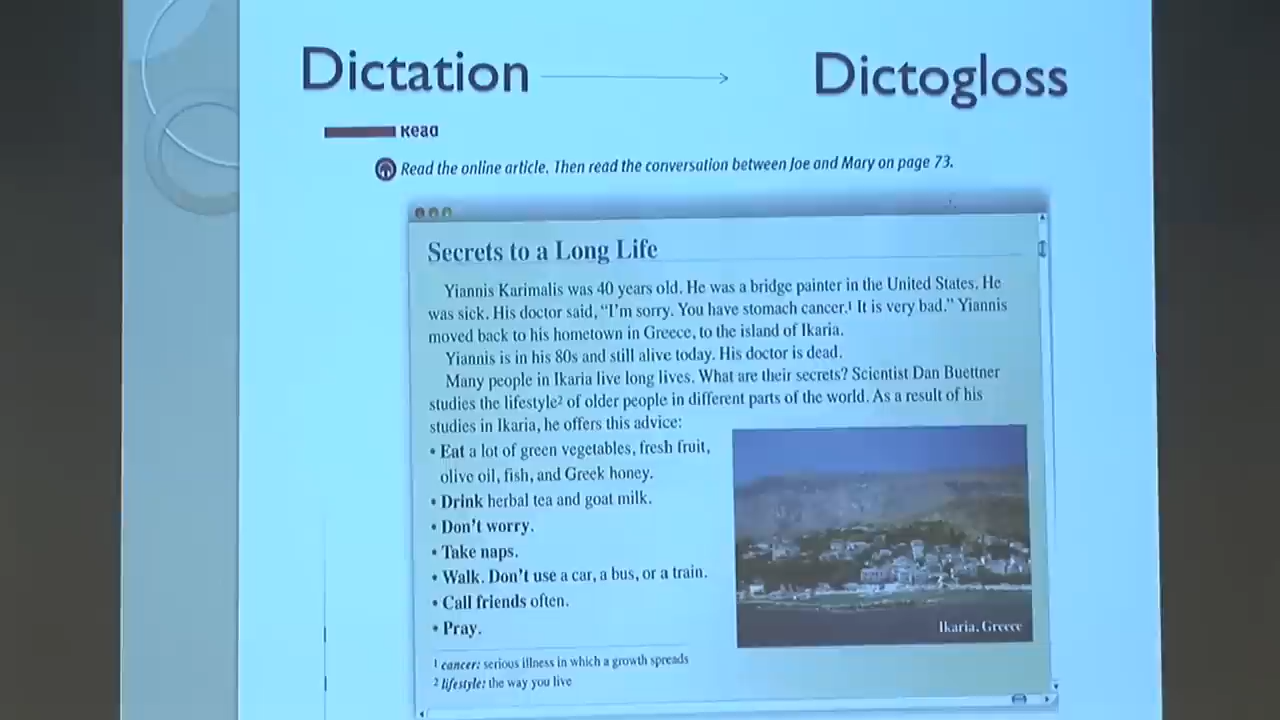 Dictation → Dictogloss
Read
Read the online article. Then read the conversation between Joe and Mary on page 73.
Secrets to a Long Life
Yiannis Karimalis was 40 years old. He was a bridge painter in the United States. He
was sick. His doctor said, “I’m sorry. You have stomach cancer.¹ It is very bad.” Yiannis
moved back to his hometown in Greece, to the island of Ikaria.
Yiannis is in his 80s and still alive today. His doctor is dead.
Many people in Ikaria live long lives. What are their secrets? Scientist Dan Buettner
studies the lifestyle² of older people in different parts of the world. As a result of his
studies in Ikaria, he offers this advice:
• Eat a lot of green vegetables, fresh fruit,
olive oil, fish, and Greek honey.
• Drink herbal tea and goat milk.
• Don’t worry.
• Take naps.
• Walk. Don’t use a car, a bus, or a train.
• Call friends often.
• Pray.
Ikaria, Greece
¹ cancer: serious illness in which a growth spreads
² lifestyle: the way you live